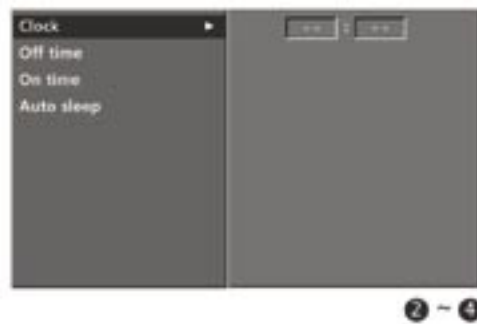 Clock ► -- : --
Off time
On time
Auto sleep
❷ ~ ❹